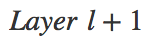 Layer l + 1